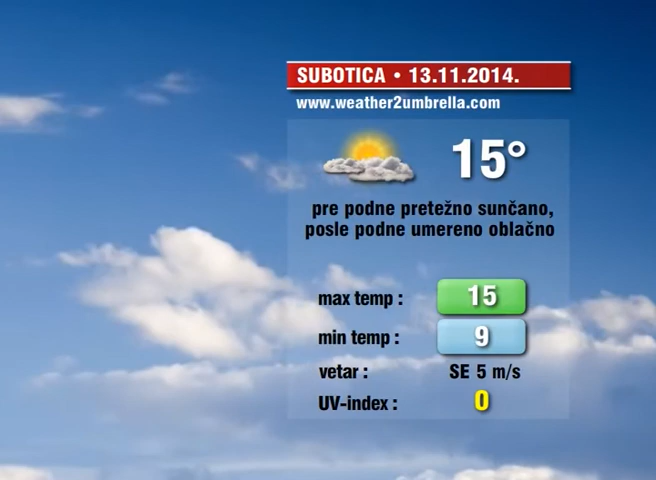 SUBOTICA • 13.11.2014.
www.weather2umbrella.com
15°
pre podne pretežno sunčano,
posle podne umereno oblačno
max temp : 15
min temp : 9
vetar : SE 5 m/s
UV-index : 0